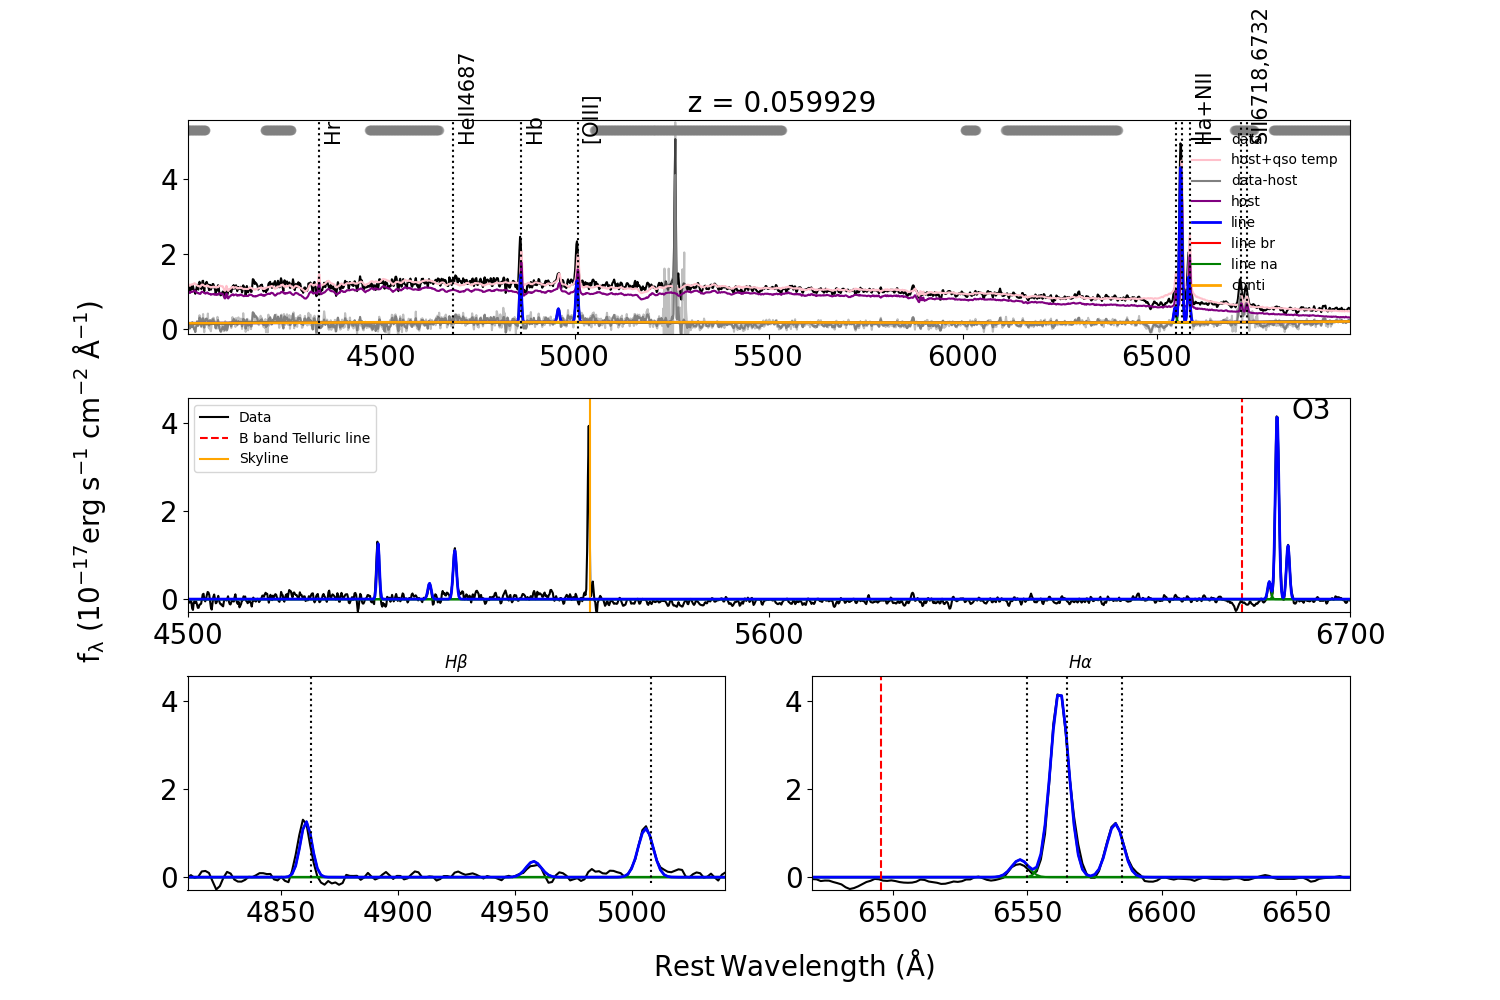 z = 0.059929
Hr
HeII4687
Hb
[OIII]
Ha+NII
SII6718,6732
data
host+qso temp
data-host
host
line
line br
line na
conti
4
2
0
4500
5000
5500
6000
6500
fλ (10⁻¹⁷erg s⁻¹ cm⁻² Å⁻¹)
Data
B band Telluric line
Skyline
O3
4
2
0
4500
5600
6700
Hβ
4
2
0
4850
4900
4950
5000
Hα
4
2
0
6500
6550
6600
6650
Rest Wavelength (Å)